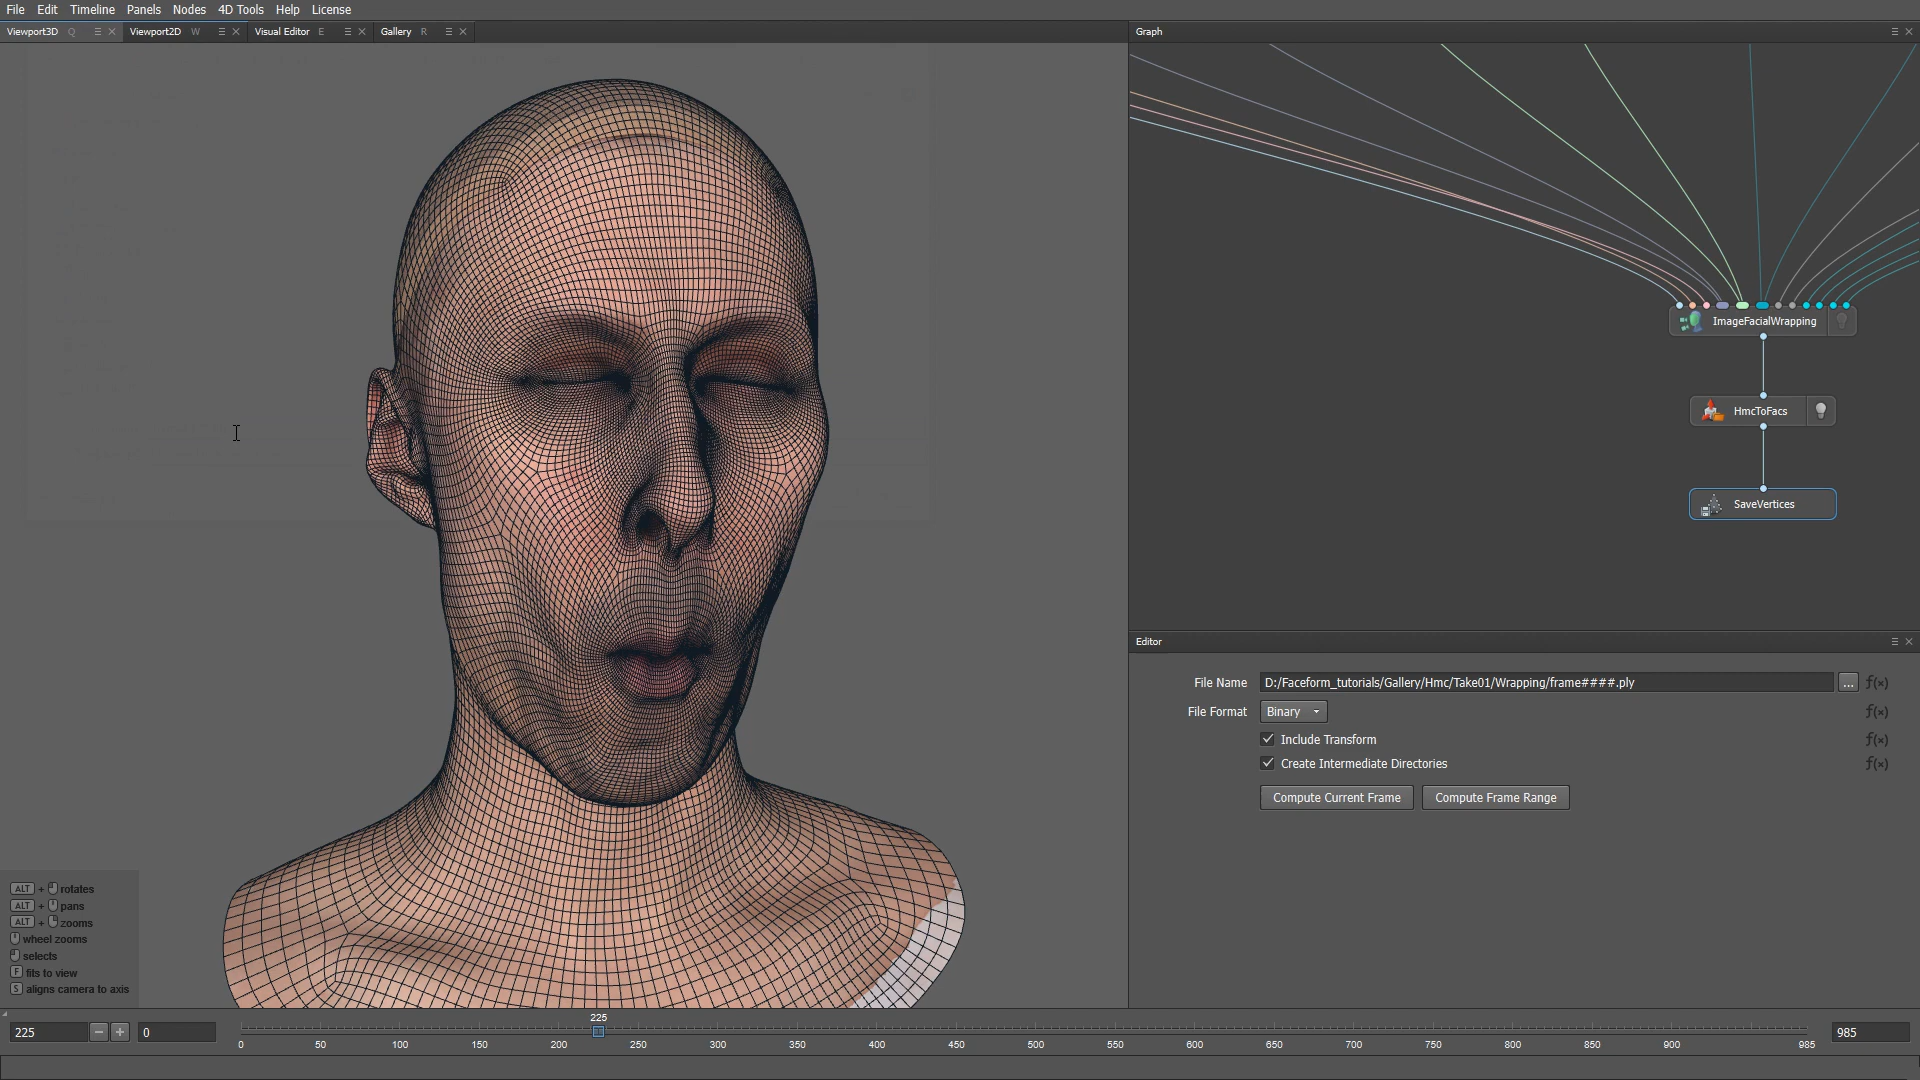 File Edit Timeline Panels Nodes 4D Tools Help License
Viewport3D Q Viewport2D W Visual Editor E Gallery R
Graph
ImageFacialWrapping
HmcToFacs
SaveVertices
Editor
File Name D:/Faceform_tutorials/Gallery/Hmc/Take01/Wrapping/frame####.ply ... f(x)
File Format Binary f(x)
Include Transform f(x)
Create Intermediate Directories f(x)
Compute Current Frame Compute Frame Range
ALT + rotates
ALT + pans
ALT + zooms
wheel zooms
selects
F fits to view
S aligns camera to axis
225
225 0 985
0 50 100 150 200 250 300 350 400 450 500 550 600 650 700 750 800 850 900 985